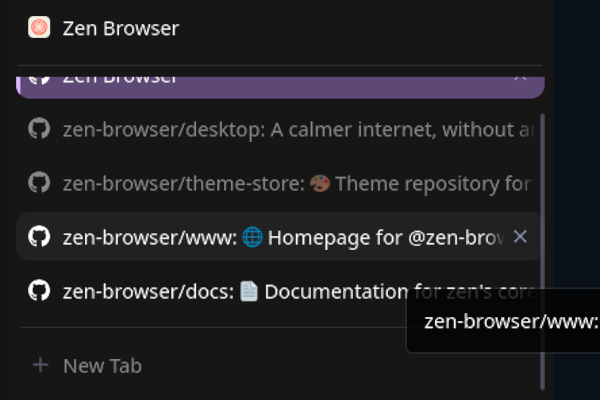 Zen Browser
Zen Browser
zen-browser/desktop: A calmer internet, without
zen-browser/theme-store: 🎨 Theme repository for
zen-browser/www: 🌐 Homepage for @zen-brow
zen-browser/docs: 📄 Documentation for zen's core
zen-browser/www:
New Tab